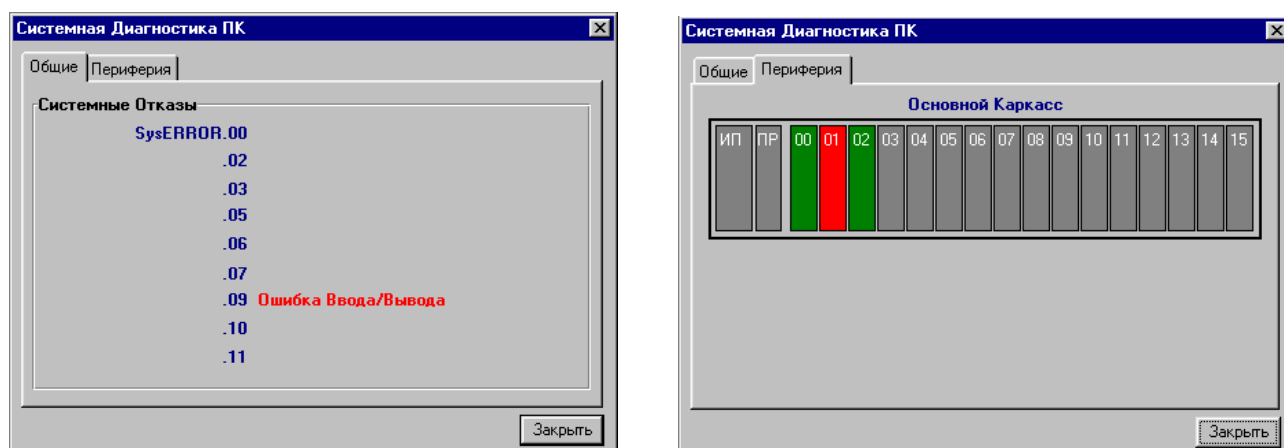 Системная Диагностика ПК
Общие Периферия
Системные Отказы
SysERROR.00
.02
.03
.05
.06
.07
.09 Ошибка Ввода/Вывода
.10
.11
Закрыть
Системная Диагностика ПК
Общие Периферия
Основной Каркасс
ИП ПР 00 01 02 03 04 05 06 07 08 09 10 11 12 13 14 15
Закрыть